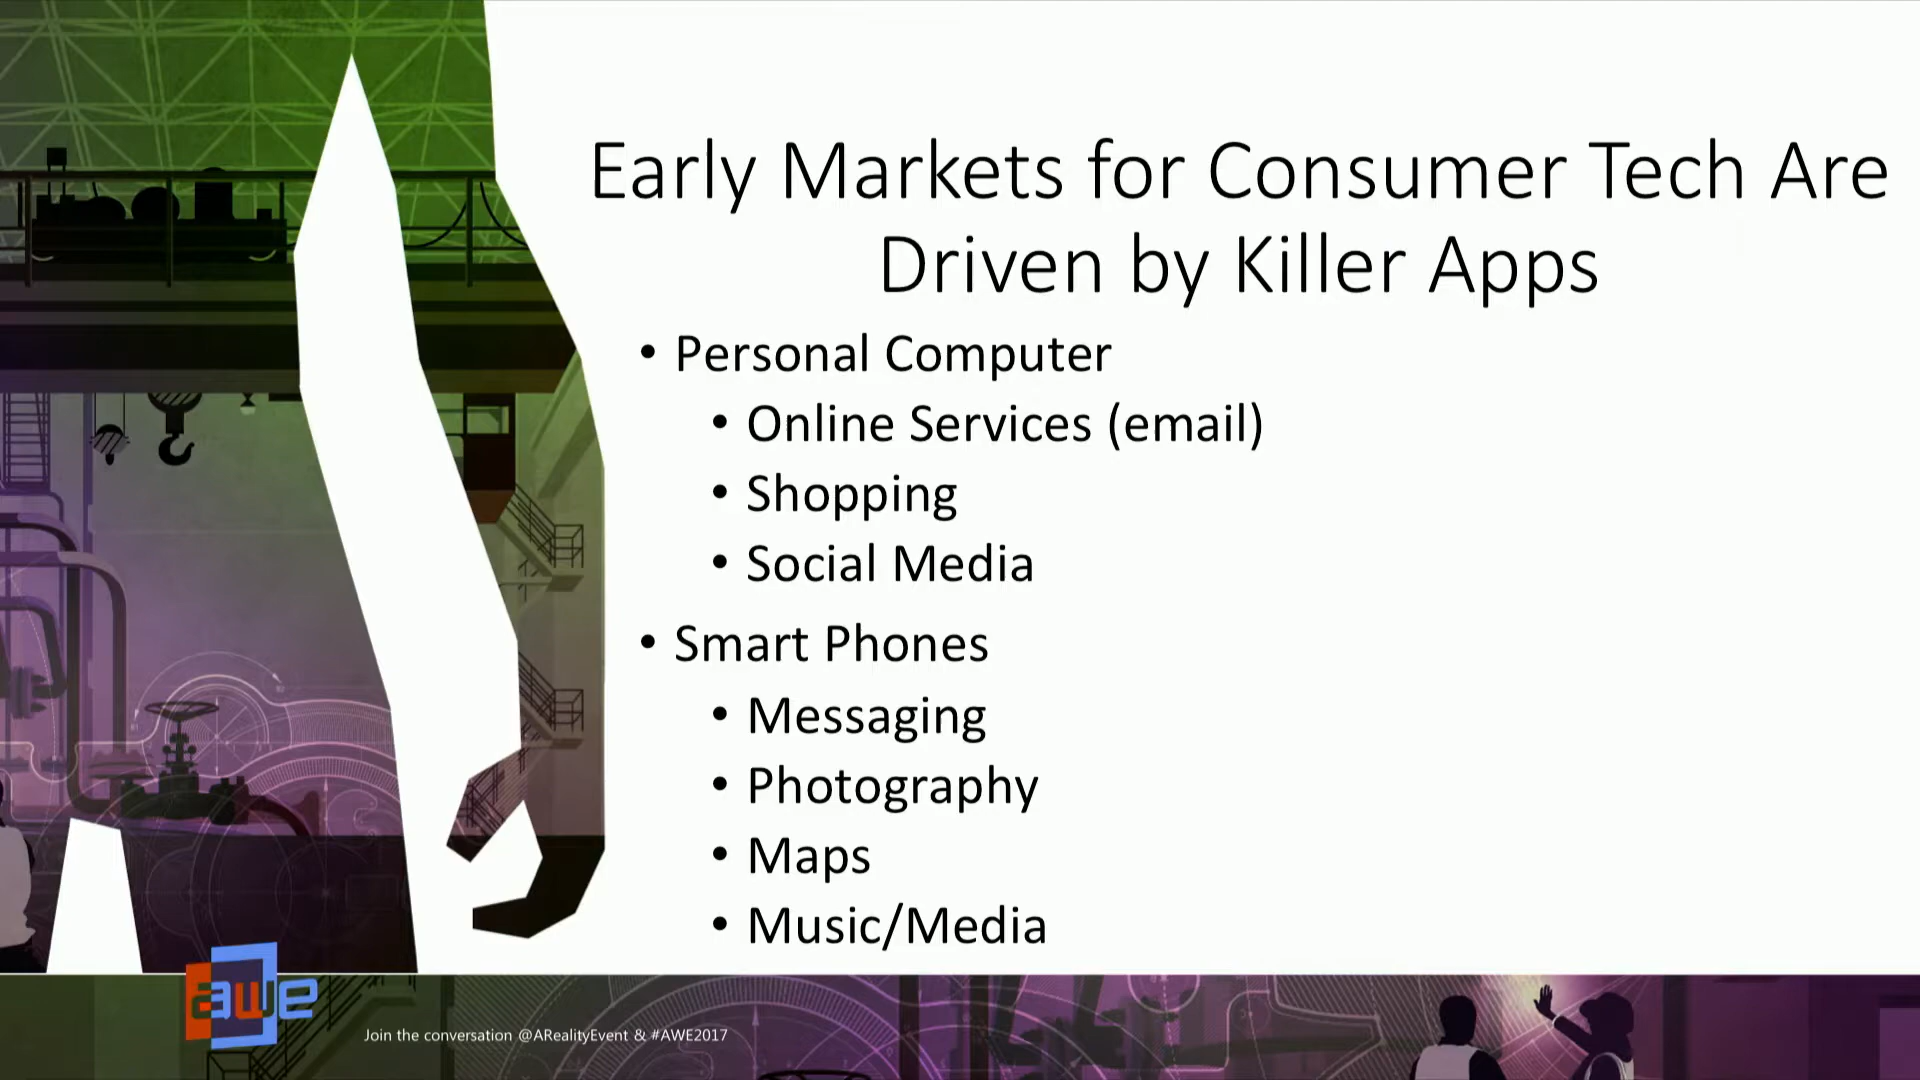 Early Markets for Consumer Tech Are
Driven by Killer Apps
• Personal Computer
• Online Services (email)
• Shopping
• Social Media
• Smart Phones
• Messaging
• Photography
• Maps
• Music/Media
awe
Join the conversation @ARealityEvent & #AWE2017